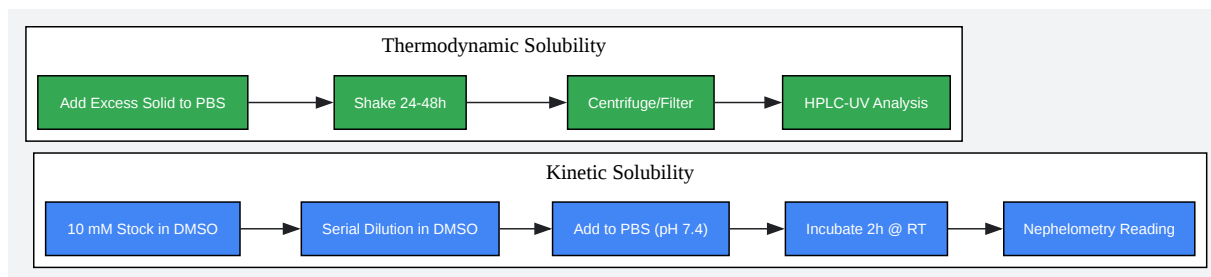 Thermodynamic Solubility
Add Excess Solid to PBS
Shake 24-48h
Centrifuge/Filter
HPLC-UV Analysis
Kinetic Solubility
10 mM Stock in DMSO
Serial Dilution in DMSO
Add to PBS (pH 7.4)
Incubate 2h @ RT
Nephelometry Reading